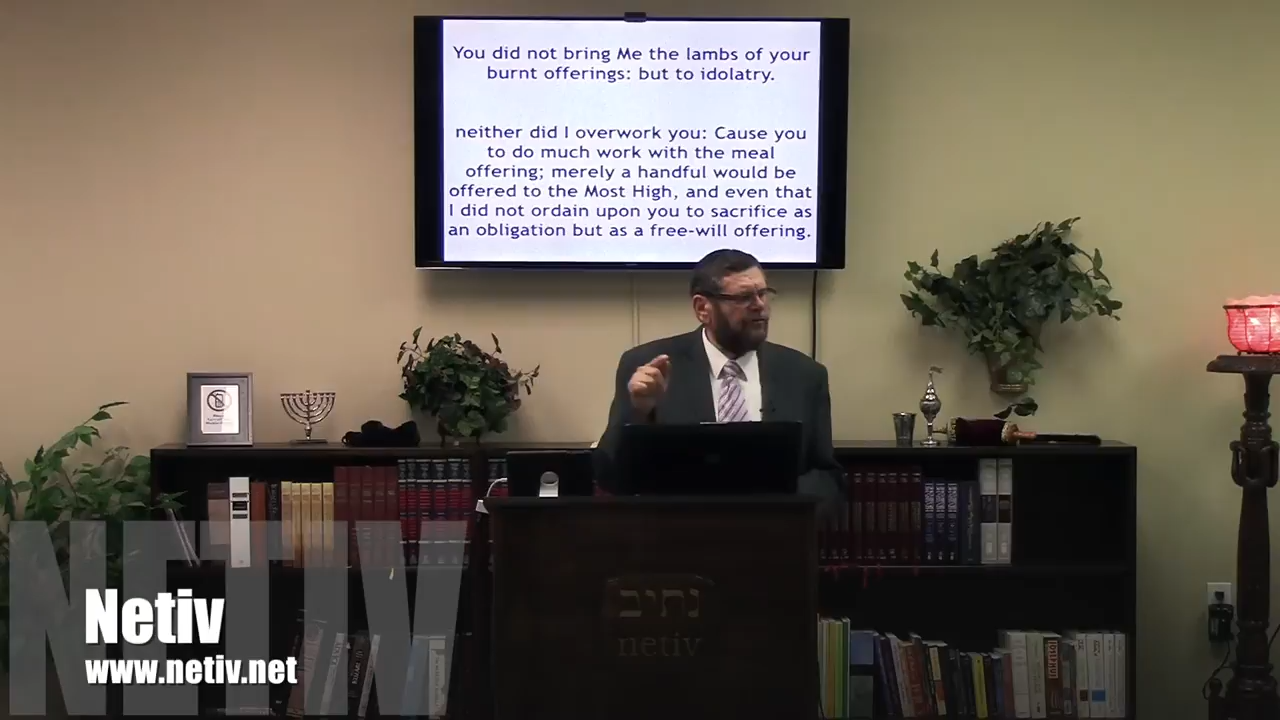 You did not bring Me the lambs of your
burnt offerings: but to idolatry.
neither did I overwork you: Cause you
to do much work with the meal
offering; merely a handful would be
offered to the Most High, and even that
I did not ordain upon you to sacrifice as
an obligation but as a free-will offering.
נתיב
netiv
NETIV
Netiv
www.netiv.net